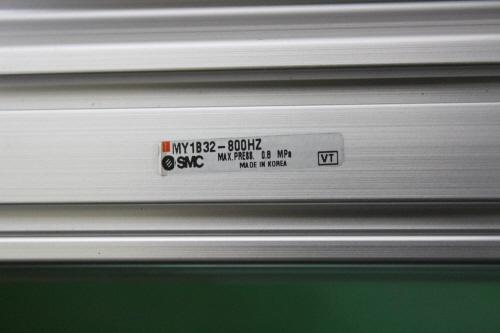 MY1B32-800HZ
SMC MAX.PRESS. 0.8 MPa
MADE IN KOREA
VT